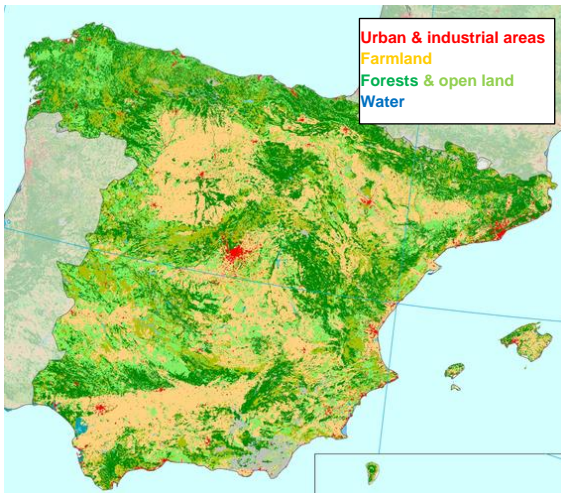 Urban & industrial areas
Farmland
Forests & open land
Water